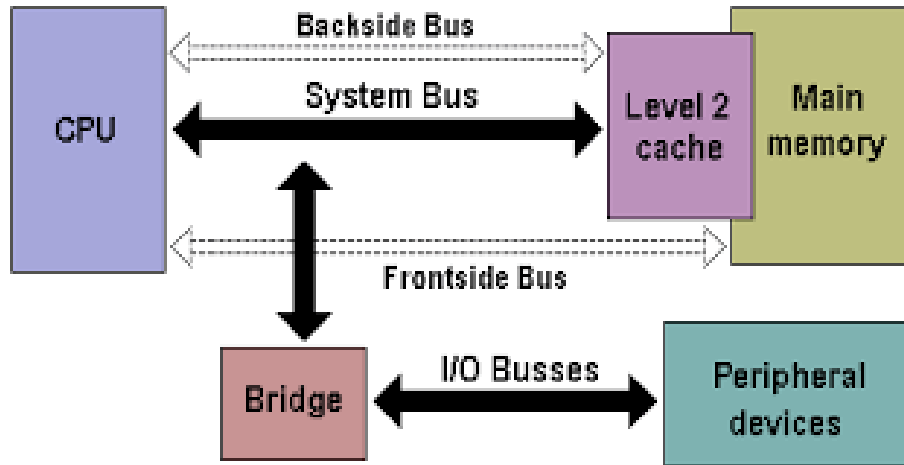 Backside Bus
System Bus
CPU
Level 2
cache
Main
memory
Frontside Bus
I/O Busses
Bridge
Peripheral
devices